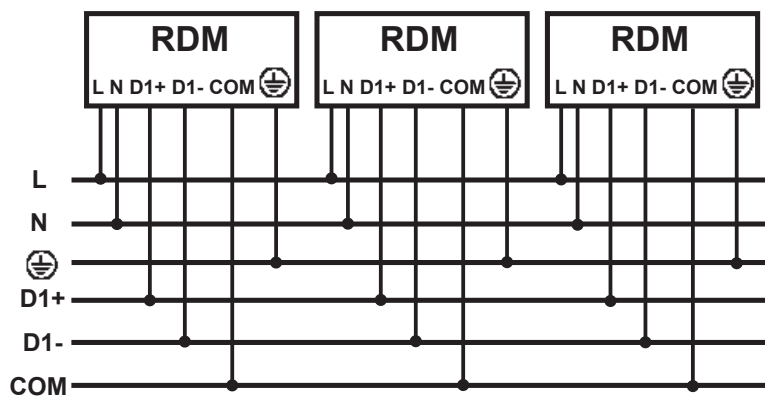 RDM RDM RDM
L N D1+ D1- COM L N D1+ D1- COM L N D1+ D1- COM
L
N
D1+
D1-
COM